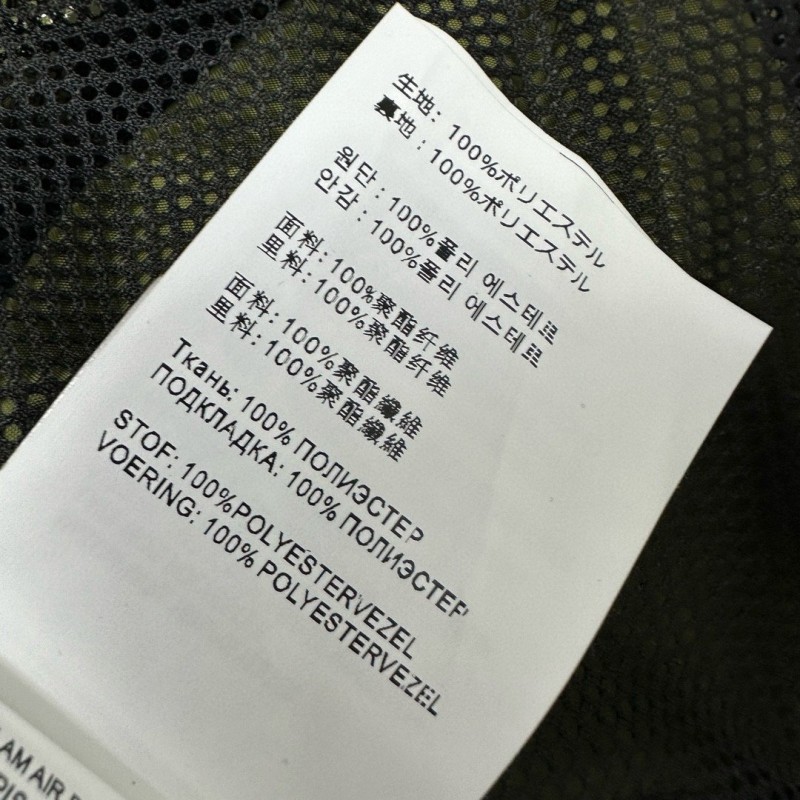 生地: 100%ポリエステル
裏地: 100%ポリエステル
원단: 100%폴리 에스테르
안감: 100%폴리 에스테르
面料: 100%聚酯纤维
里料: 100%聚酯纤维
面料: 100%聚酯纖維
里料: 100%聚酯纖維
Ткань: 100% ПОЛИЭСТЕР
ПОДКЛАДКА: 100% ПОЛИЭСТЕР
STOF: 100%POLYESTERVEZEL
VOERING: 100% POLYESTERVEZEL
AM AIR